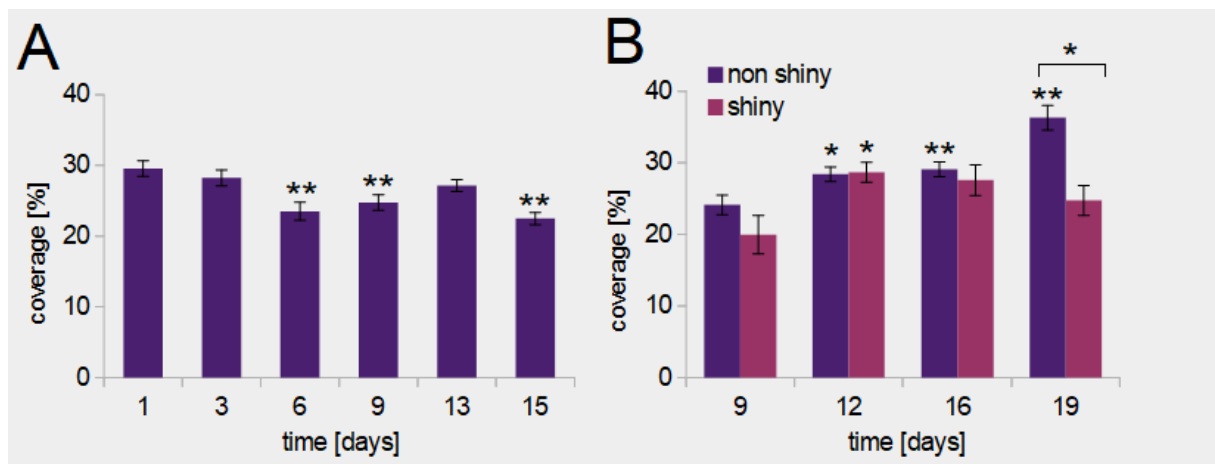 A
coverage [%]
40
30
20
10
0
** ** **
1 3 6 9 13 15
time [days]
B
non shiny
shiny
coverage [%]
40
30
20
10
0
* * ** ** *
9 12 16 19
time [days]